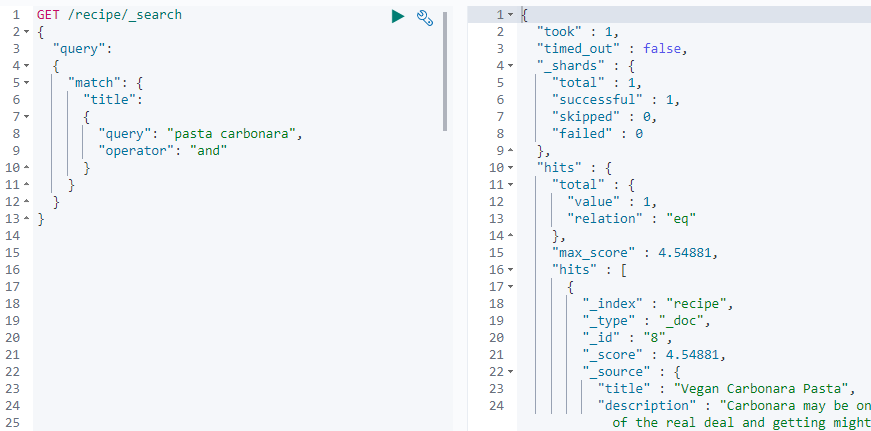 1 GET /recipe/_search
2 {
3 "query":
4 {
5 "match": {
6 "title":
7 {
8 "query": "pasta carbonara",
9 "operator": "and"
10 }
11 }
12 }
13 }
14
15
16
17
18
19
20
21
22
23
24
25
1 {
2 "took" : 1,
3 "timed_out" : false,
4 "_shards" : {
5 "total" : 1,
6 "successful" : 1,
7 "skipped" : 0,
8 "failed" : 0
9 },
10 "hits" : {
11 "total" : {
12 "value" : 1,
13 "relation" : "eq"
14 },
15 "max_score" : 4.54881,
16 "hits" : [
17 {
18 "_index" : "recipe",
19 "_type" : "_doc",
20 "_id" : "8",
21 "_score" : 4.54881,
22 "_source" : {
23 "title" : "Vegan Carbonara Pasta",
24 "description" : "Carbonara may be on
of the real deal and getting might